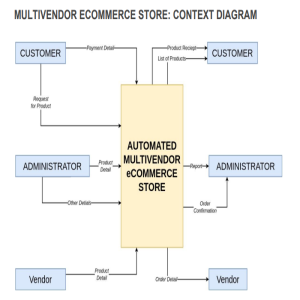 MULTIVENDOR ECOMMERCE STORE: CONTEXT DIAGRAM
CUSTOMER
Payment Detail
Product Reciept
List of Products
CUSTOMER
Request
for Product
AUTOMATED
MULTIVENDOR
eCOMMERCE
STORE
ADMINISTRATOR
Product
Detail
Report
ADMINISTRATOR
Other Details
Order
Confirmation
Vendor
Product
Detail
Order Detail
Vendor